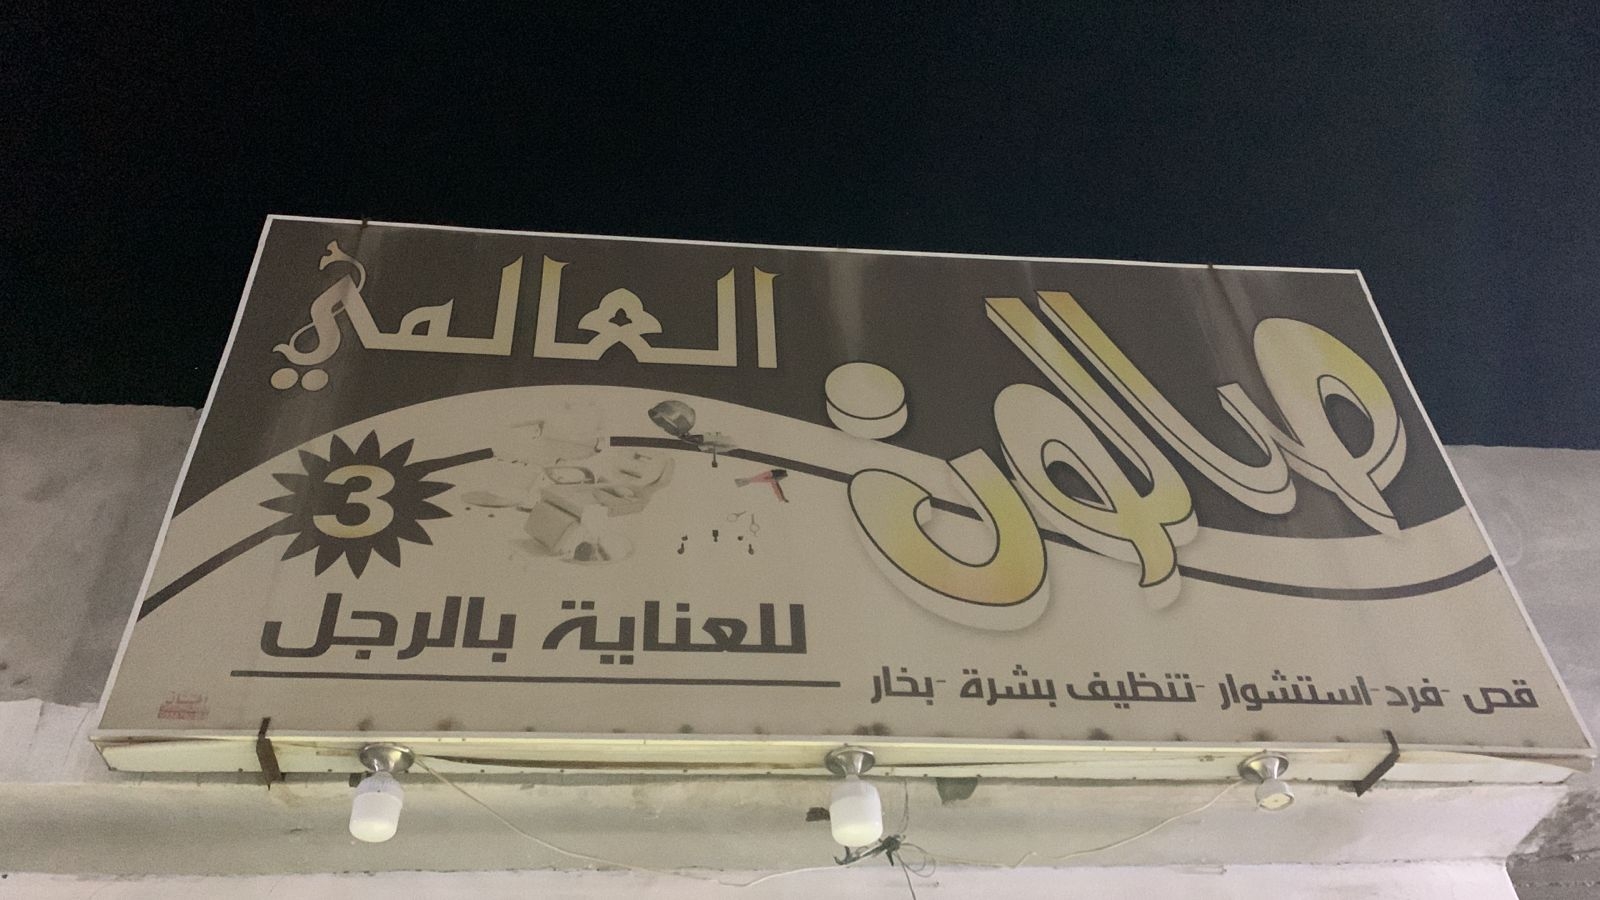 صالون
العالمي
3
للعناية بالرجل
قص - فرد - استشوار - تنظيف بشرة - بخار